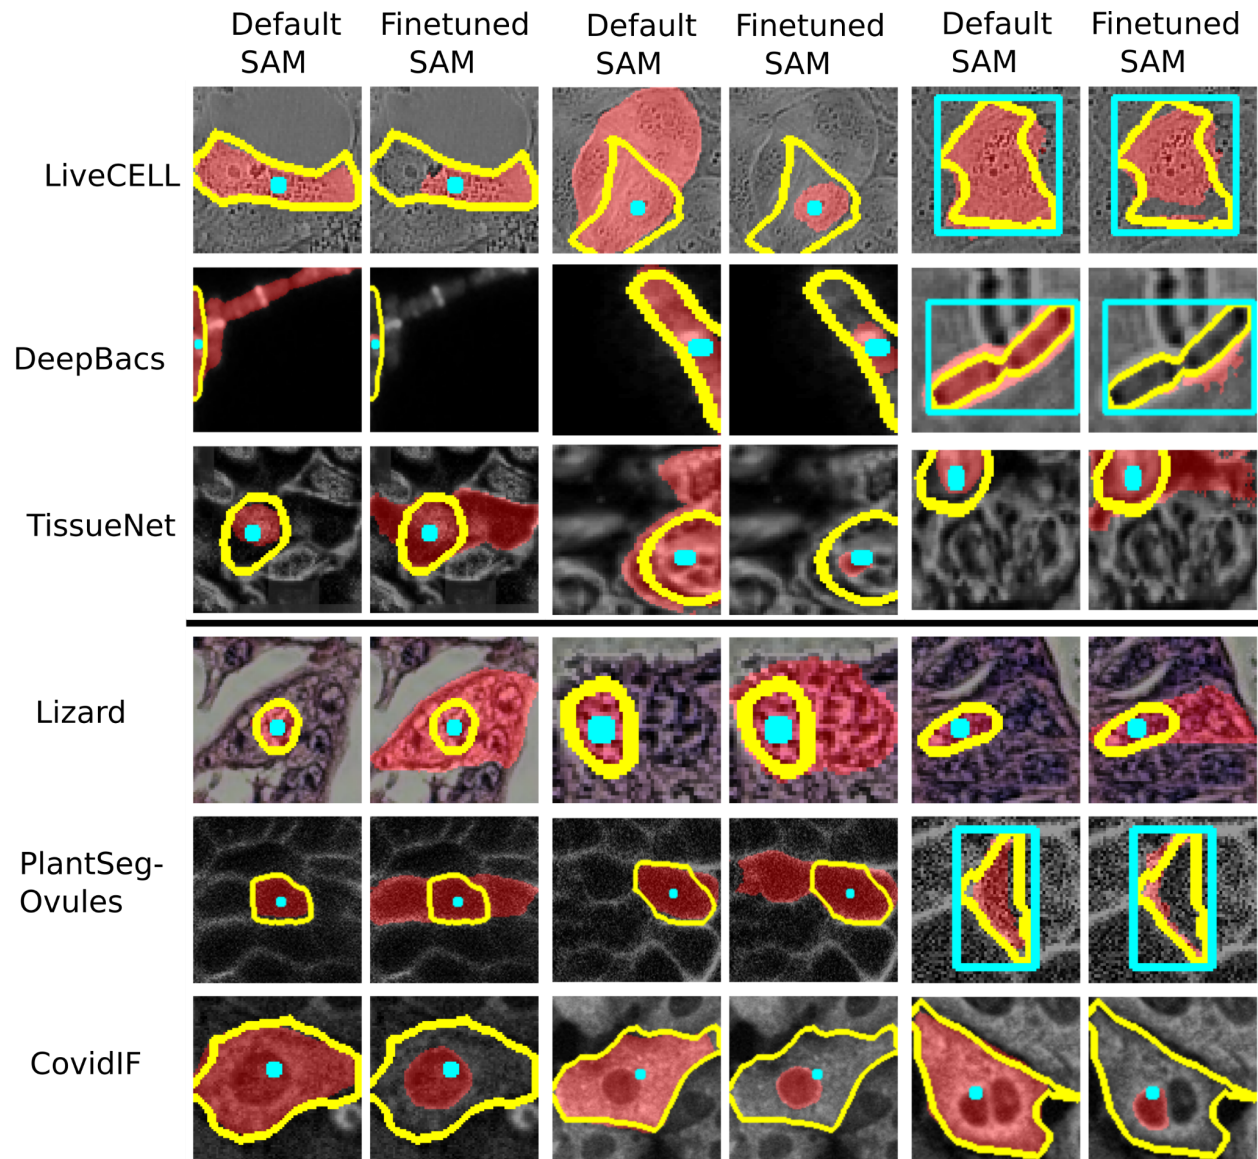 Default Finetuned Default Finetuned Default Finetuned
SAM SAM SAM SAM SAM SAM
LiveCELL
DeepBacs
TissueNet
Lizard
PlantSeg-
Ovules
CovidIF